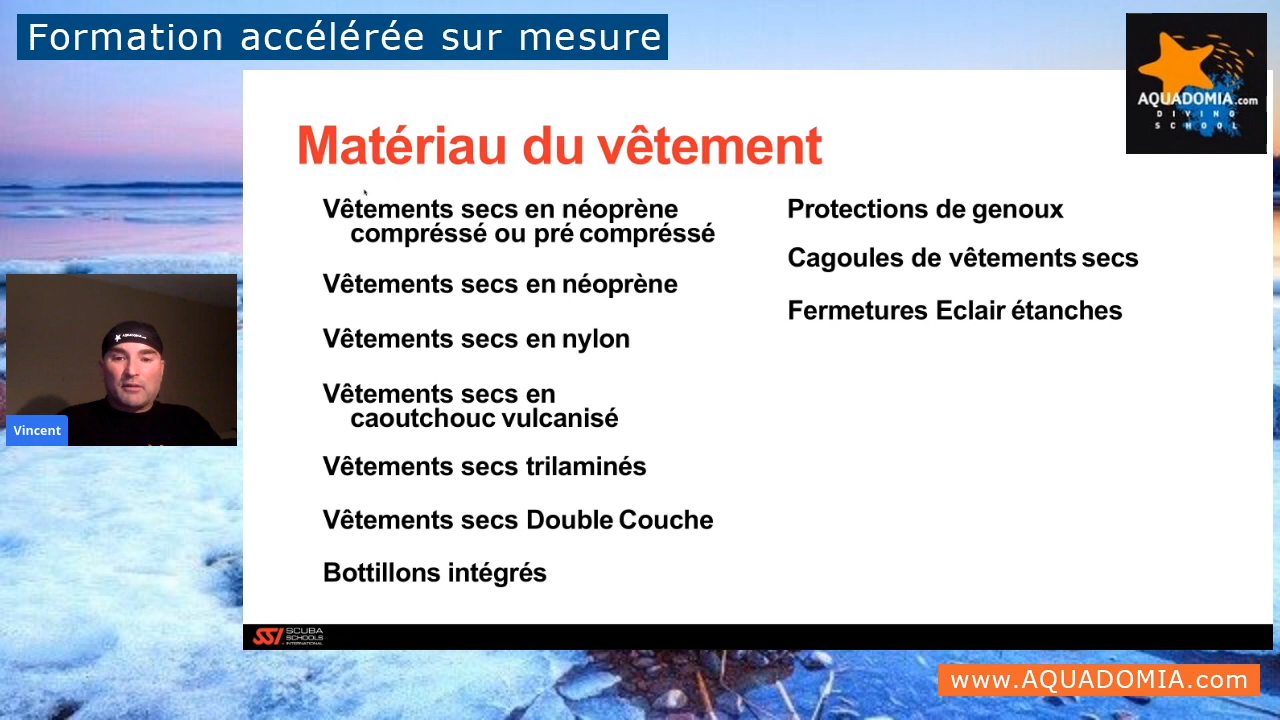 Formation accélérée sur mesure
AQUADOMIA.com
DIVING
SCHOOL
Matériau du vêtement
Vêtements secs en néoprène
compréssé ou pré compréssé
Vêtements secs en néoprène
Vêtements secs en nylon
Vêtements secs en
caoutchouc vulcanisé
Vêtements secs trilaminés
Vêtements secs Double Couche
Bottillons intégrés
Protections de genoux
Cagoules de vêtements secs
Fermetures Eclair étanches
AQUADOMIA
Vincent
SSI SCUBA
SCHOOLS
INTERNATIONAL
www.AQUADOMIA.com